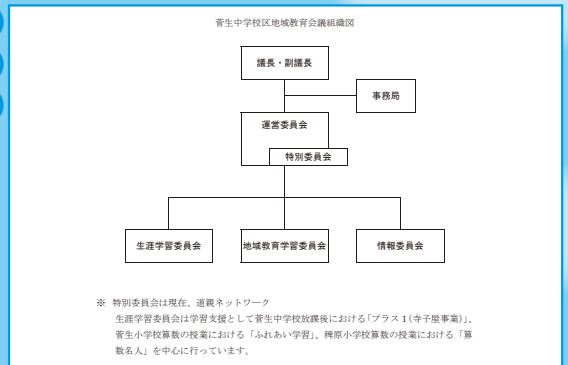 菅生中学校区地域教育会議組織図
議長・副議長
事務局
運営委員会
特別委員会
生涯学習委員会
地域教育学習委員会
情報委員会
※ 特別委員会は現在、道親ネットワーク
生涯学習委員会は学習支援として菅生中学校放課後における「プラス1（寺子屋事業）」、
菅生小学校算数の授業における「ふれあい学習」、稗原小学校算数の授業における「算
数名人」を中心に行っています。